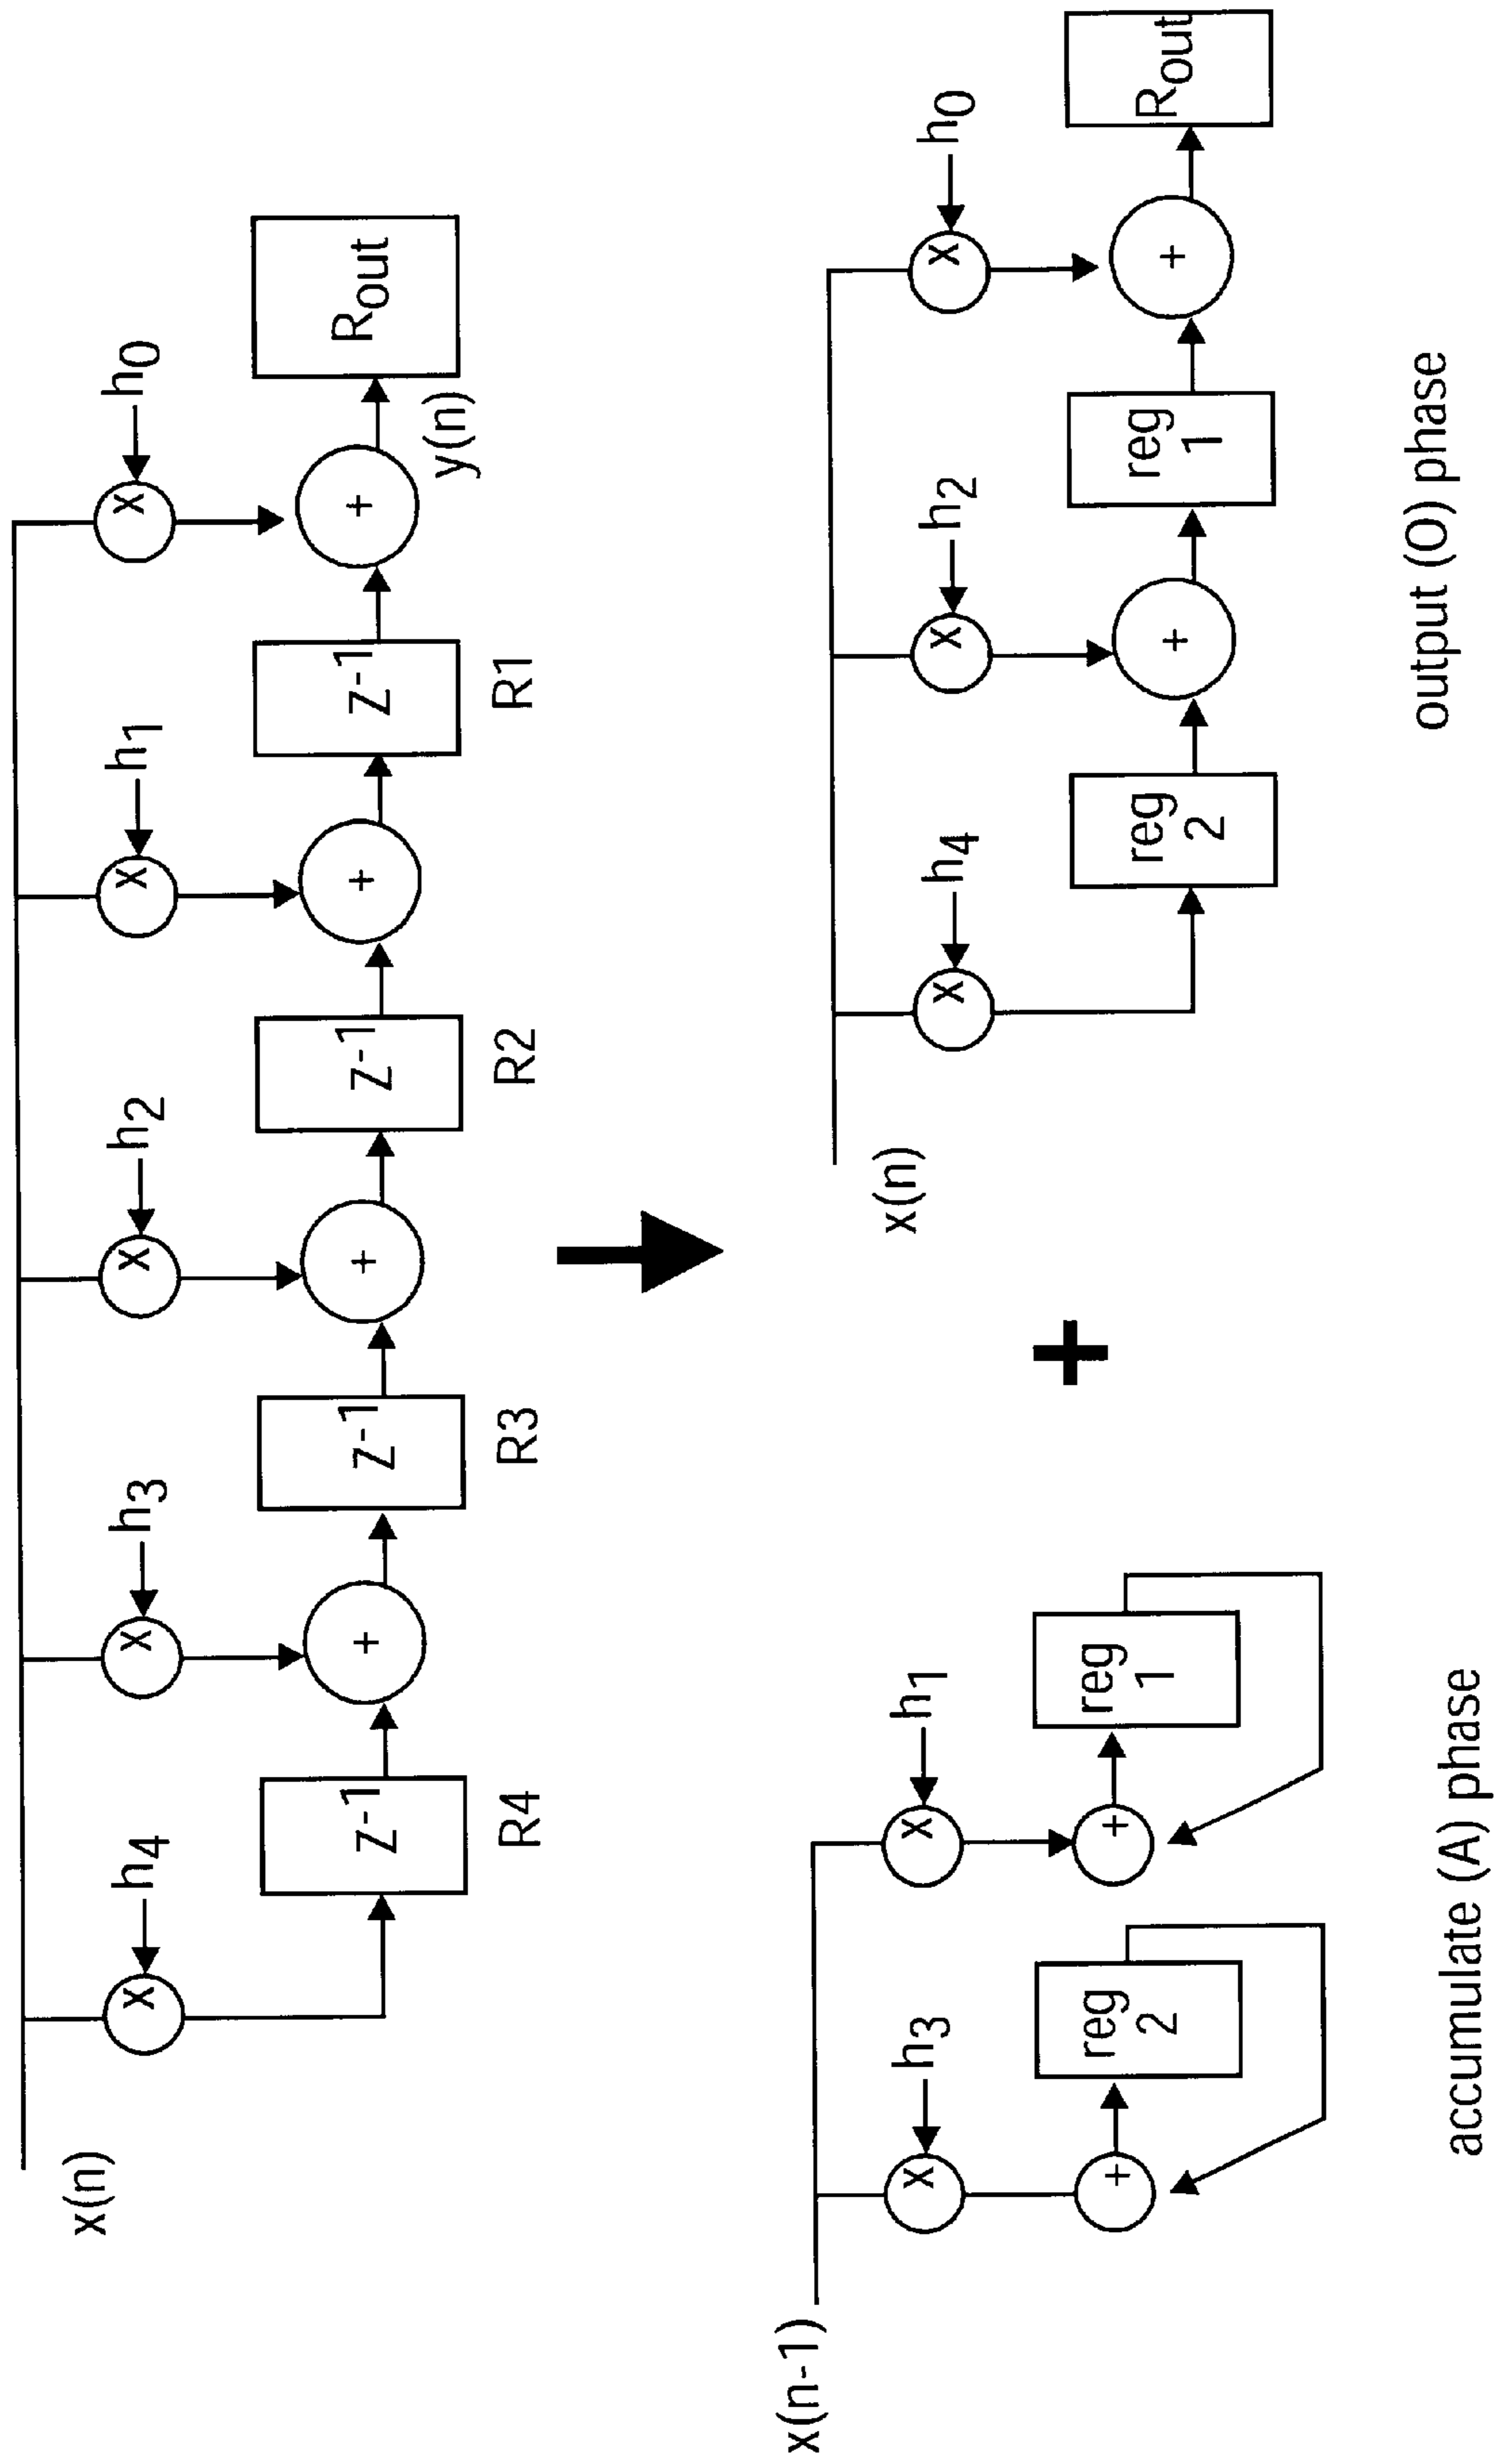 x(n)
h4
h3
h2
h1
h0
x
x
x
x
x
+
+
+
+
Z-1
Z-1
Z-1
Z-1
Rout
y(n)
R4
R3
R2
R1
+
x(n-1)
h3
h1
x
x
+
+
reg 2
reg 1
accumulate (A) phase
x(n)
h4
h2
h0
x
x
x
+
+
reg 2
reg 1
Rout
output (O) phase